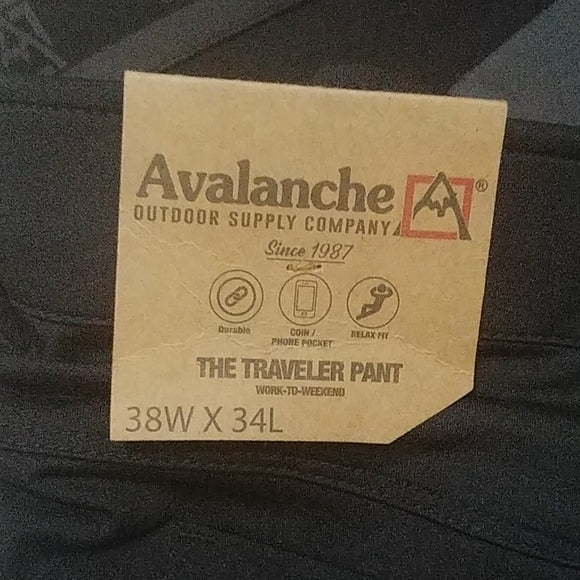 Avalanche ®
OUTDOOR SUPPLY COMPANY
Since 1987
Durable
COIN /
PHONE POCKET
RELAX FIT
THE TRAVELER PANT
WORK-TO-WEEKEND
38W X 34L